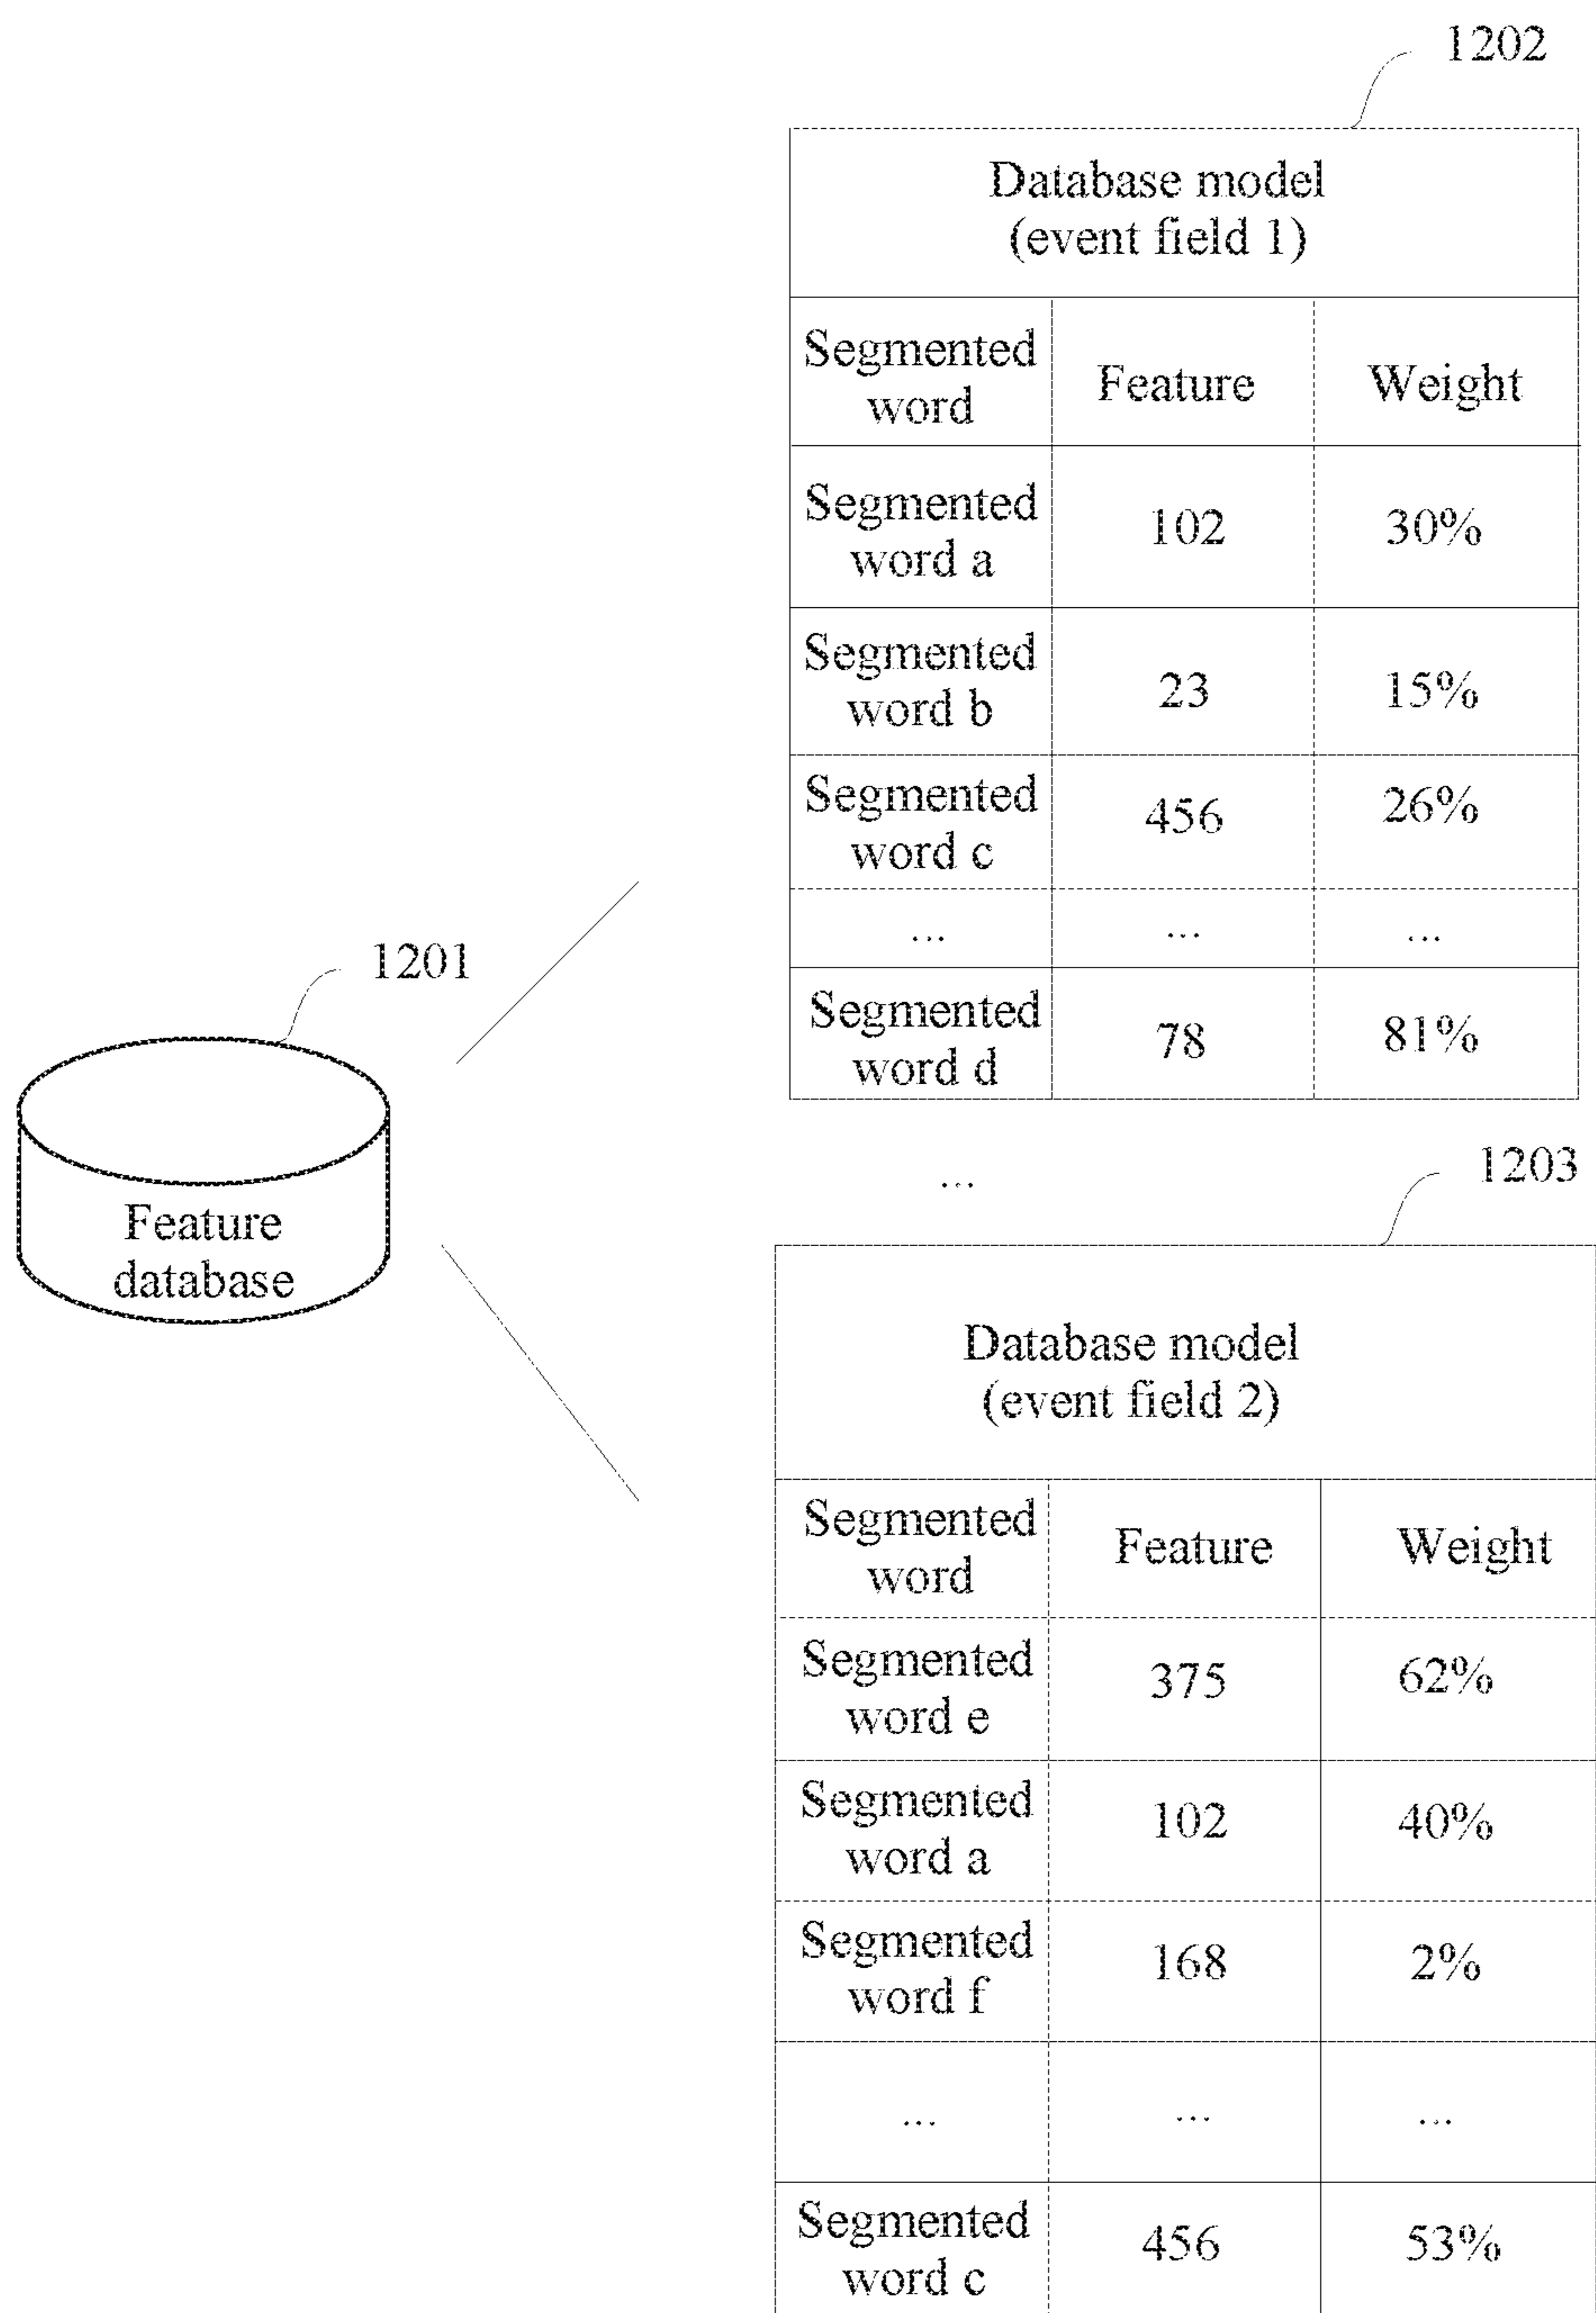 1202
Database model
(event field 1)
Segmented
word
Feature
Weight
Segmented
word a
102
30%
Segmented
word b
23
15%
Segmented
word c
456
26%
...
...
...
Segmented
word d
78
81%
1201
Feature
database
...
1203
Database model
(event field 2)
Segmented
word
Feature
Weight
Segmented
word e
375
62%
Segmented
word a
102
40%
Segmented
word f
168
2%
...
...
...
Segmented
word c
456
53%